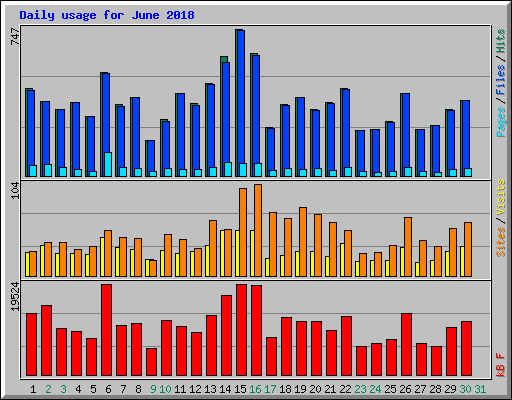 Daily usage for June 2018
747
Pages / Files / Hits
104
Sites / Visits
19524
kB F
1 2 3 4 5 6 7 8 9 10 11 12 13 14 15 16 17 18 19 20 21 22 23 24 25 26 27 28 29 30 31